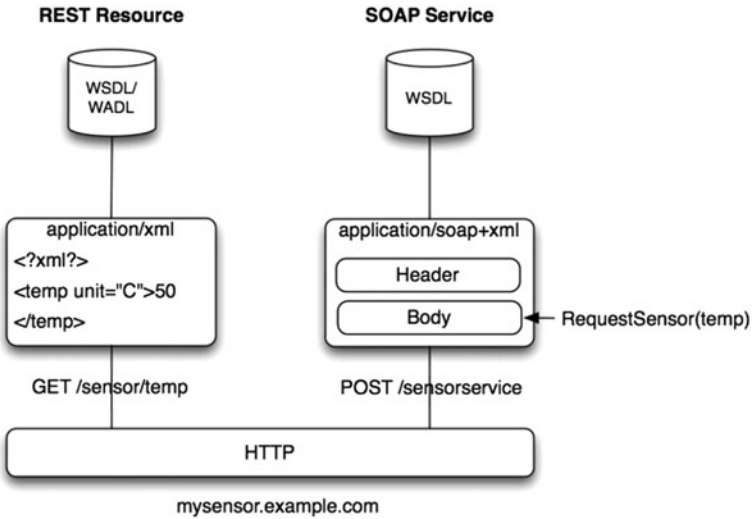 REST Resource
SOAP Service
WSDL/
WADL
WSDL
application/xml
<?xml?>
<temp unit="C">50
</temp>
application/soap+xml
Header
Body
RequestSensor(temp)
GET /sensor/temp
POST /sensorservice
HTTP
mysensor.example.com